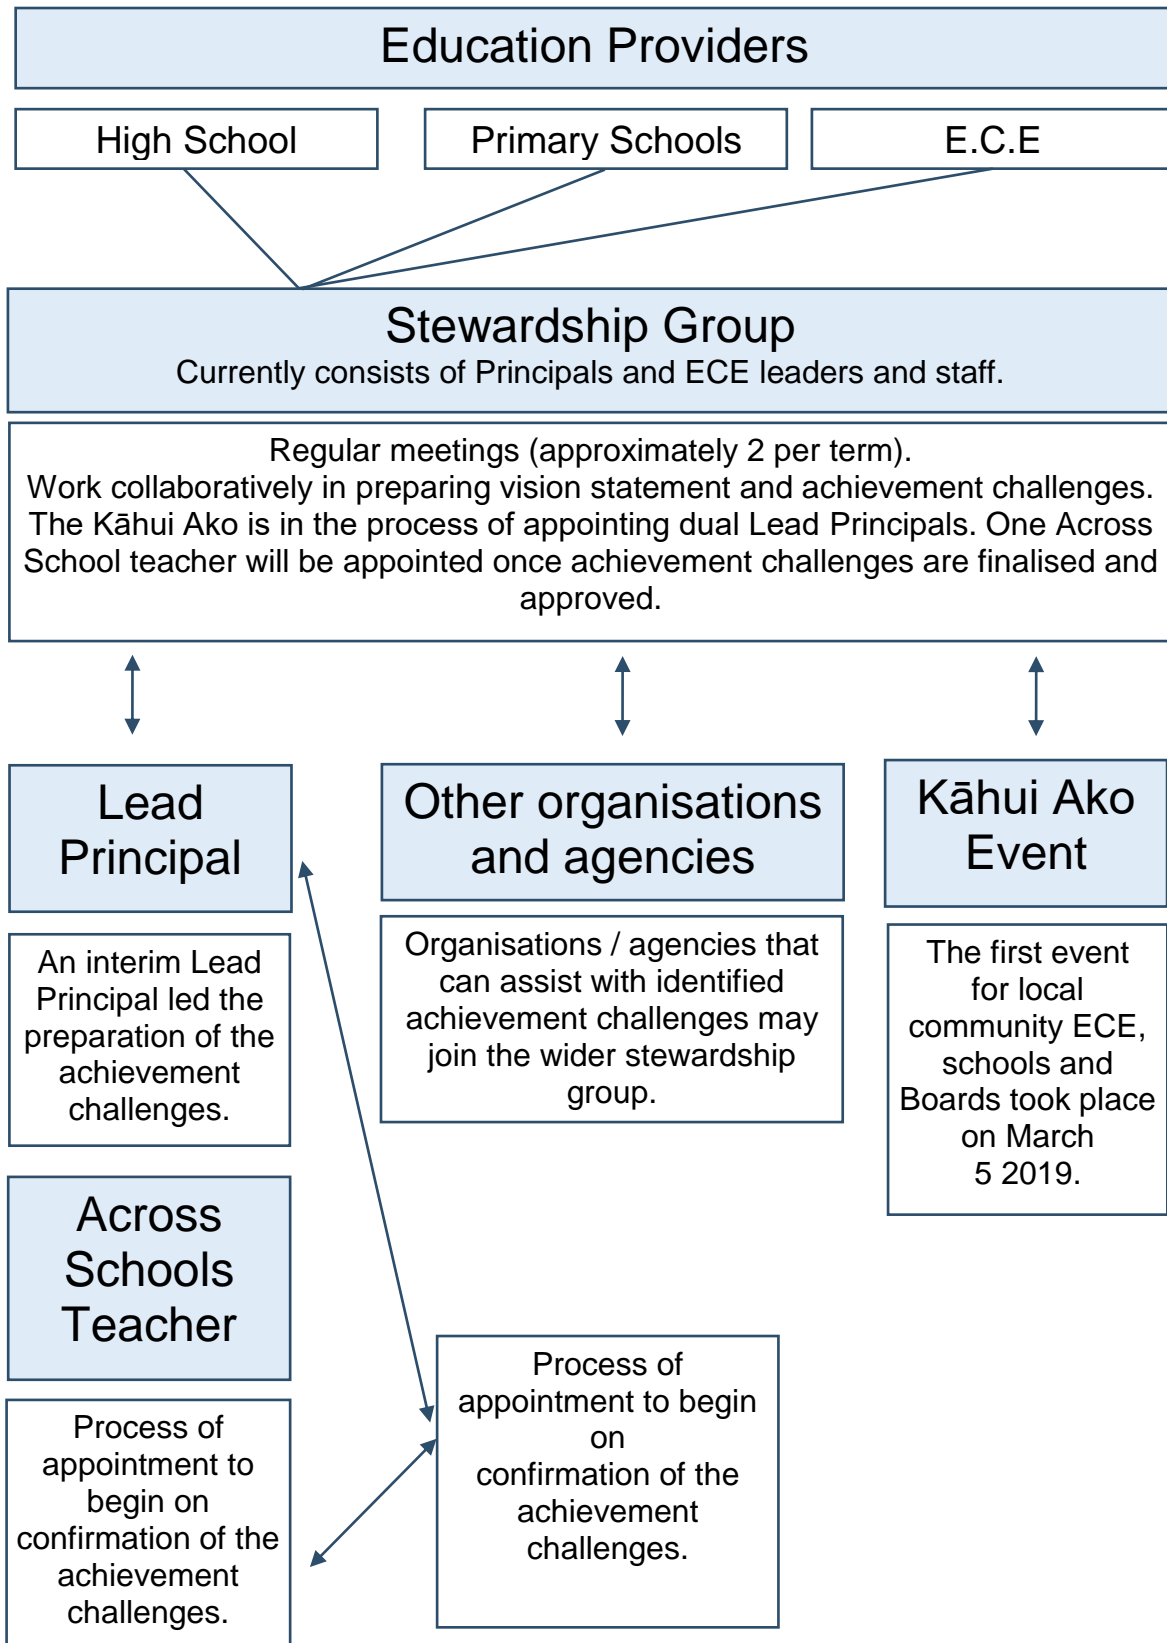 Education Providers
High School
Primary Schools
E.C.E
Stewardship Group
Currently consists of Principals and ECE leaders and staff.
Regular meetings (approximately 2 per term).
Work collaboratively in preparing vision statement and achievement challenges.
The Kāhui Ako is in the process of appointing dual Lead Principals. One Across
School teacher will be appointed once achievement challenges are finalised and
approved.
Lead
Principal
An interim Lead
Principal led the
preparation of the
achievement
challenges.
Other organisations
and agencies
Organisations / agencies that
can assist with identified
achievement challenges may
join the wider stewardship
group.
Kāhui Ako
Event
The first event
for local
community ECE,
schools and
Boards took place
on March
5 2019.
Across
Schools
Teacher
Process of
appointment to
begin on
confirmation of the
achievement
challenges.
Process of
appointment to begin
on
confirmation of the
achievement
challenges.